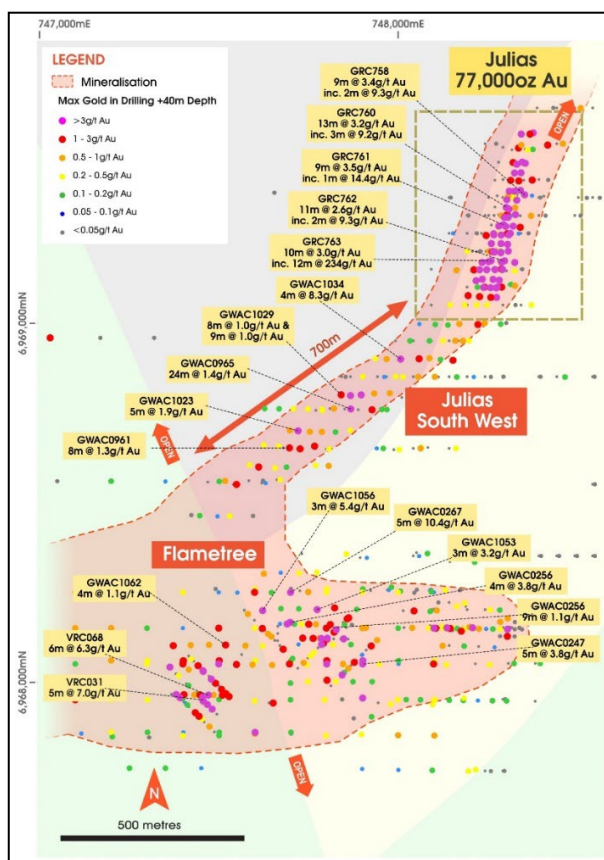 747,000mE
748,000mE
LEGEND
Mineralisation
Max Gold in Drilling +40m Depth
>3g/t Au
1 - 3g/t Au
0.5 - 1g/t Au
0.2 - 0.5g/t Au
0.1 - 0.2g/t Au
0.05 - 0.1g/t Au
<0.05g/t Au
Julias
77,000oz Au
OPEN
GRC758
9m @ 3.4g/t Au
inc. 2m @ 9.3g/t Au
GRC760
13m @ 3.2g/t Au
inc. 3m @ 9.2g/t Au
GRC761
9m @ 3.5g/t Au
inc. 1m @ 14.4g/t Au
GRC762
11m @ 2.6g/t Au
inc. 2m @ 9.3g/t Au
GRC763
10m @ 3.0g/t Au
inc. 12m @ 234g/t Au
GWAC1034
4m @ 8.3g/t Au
6,969,000mN
GWAC1029
8m @ 1.0g/t Au &
9m @ 1.0g/t Au
700m
GWAC0965
24m @ 1.4g/t Au
GWAC1023
5m @ 1.9g/t Au
Julias
South West
OPEN
GWAC0961
8m @ 1.3g/t Au
GWAC1056
3m @ 5.4g/t Au
GWAC0267
5m @ 10.4g/t Au
Flametree
GWAC1053
3m @ 3.2g/t Au
GWAC1062
4m @ 1.1g/t Au
GWAC0256
4m @ 3.8g/t Au
GWAC0256
9m @ 1.1g/t Au
VRC068
6m @ 6.3g/t Au
GWAC0247
5m @ 3.8g/t Au
VRC031
5m @ 7.0g/t Au
6,968,000mN
OPEN
N
500 metres